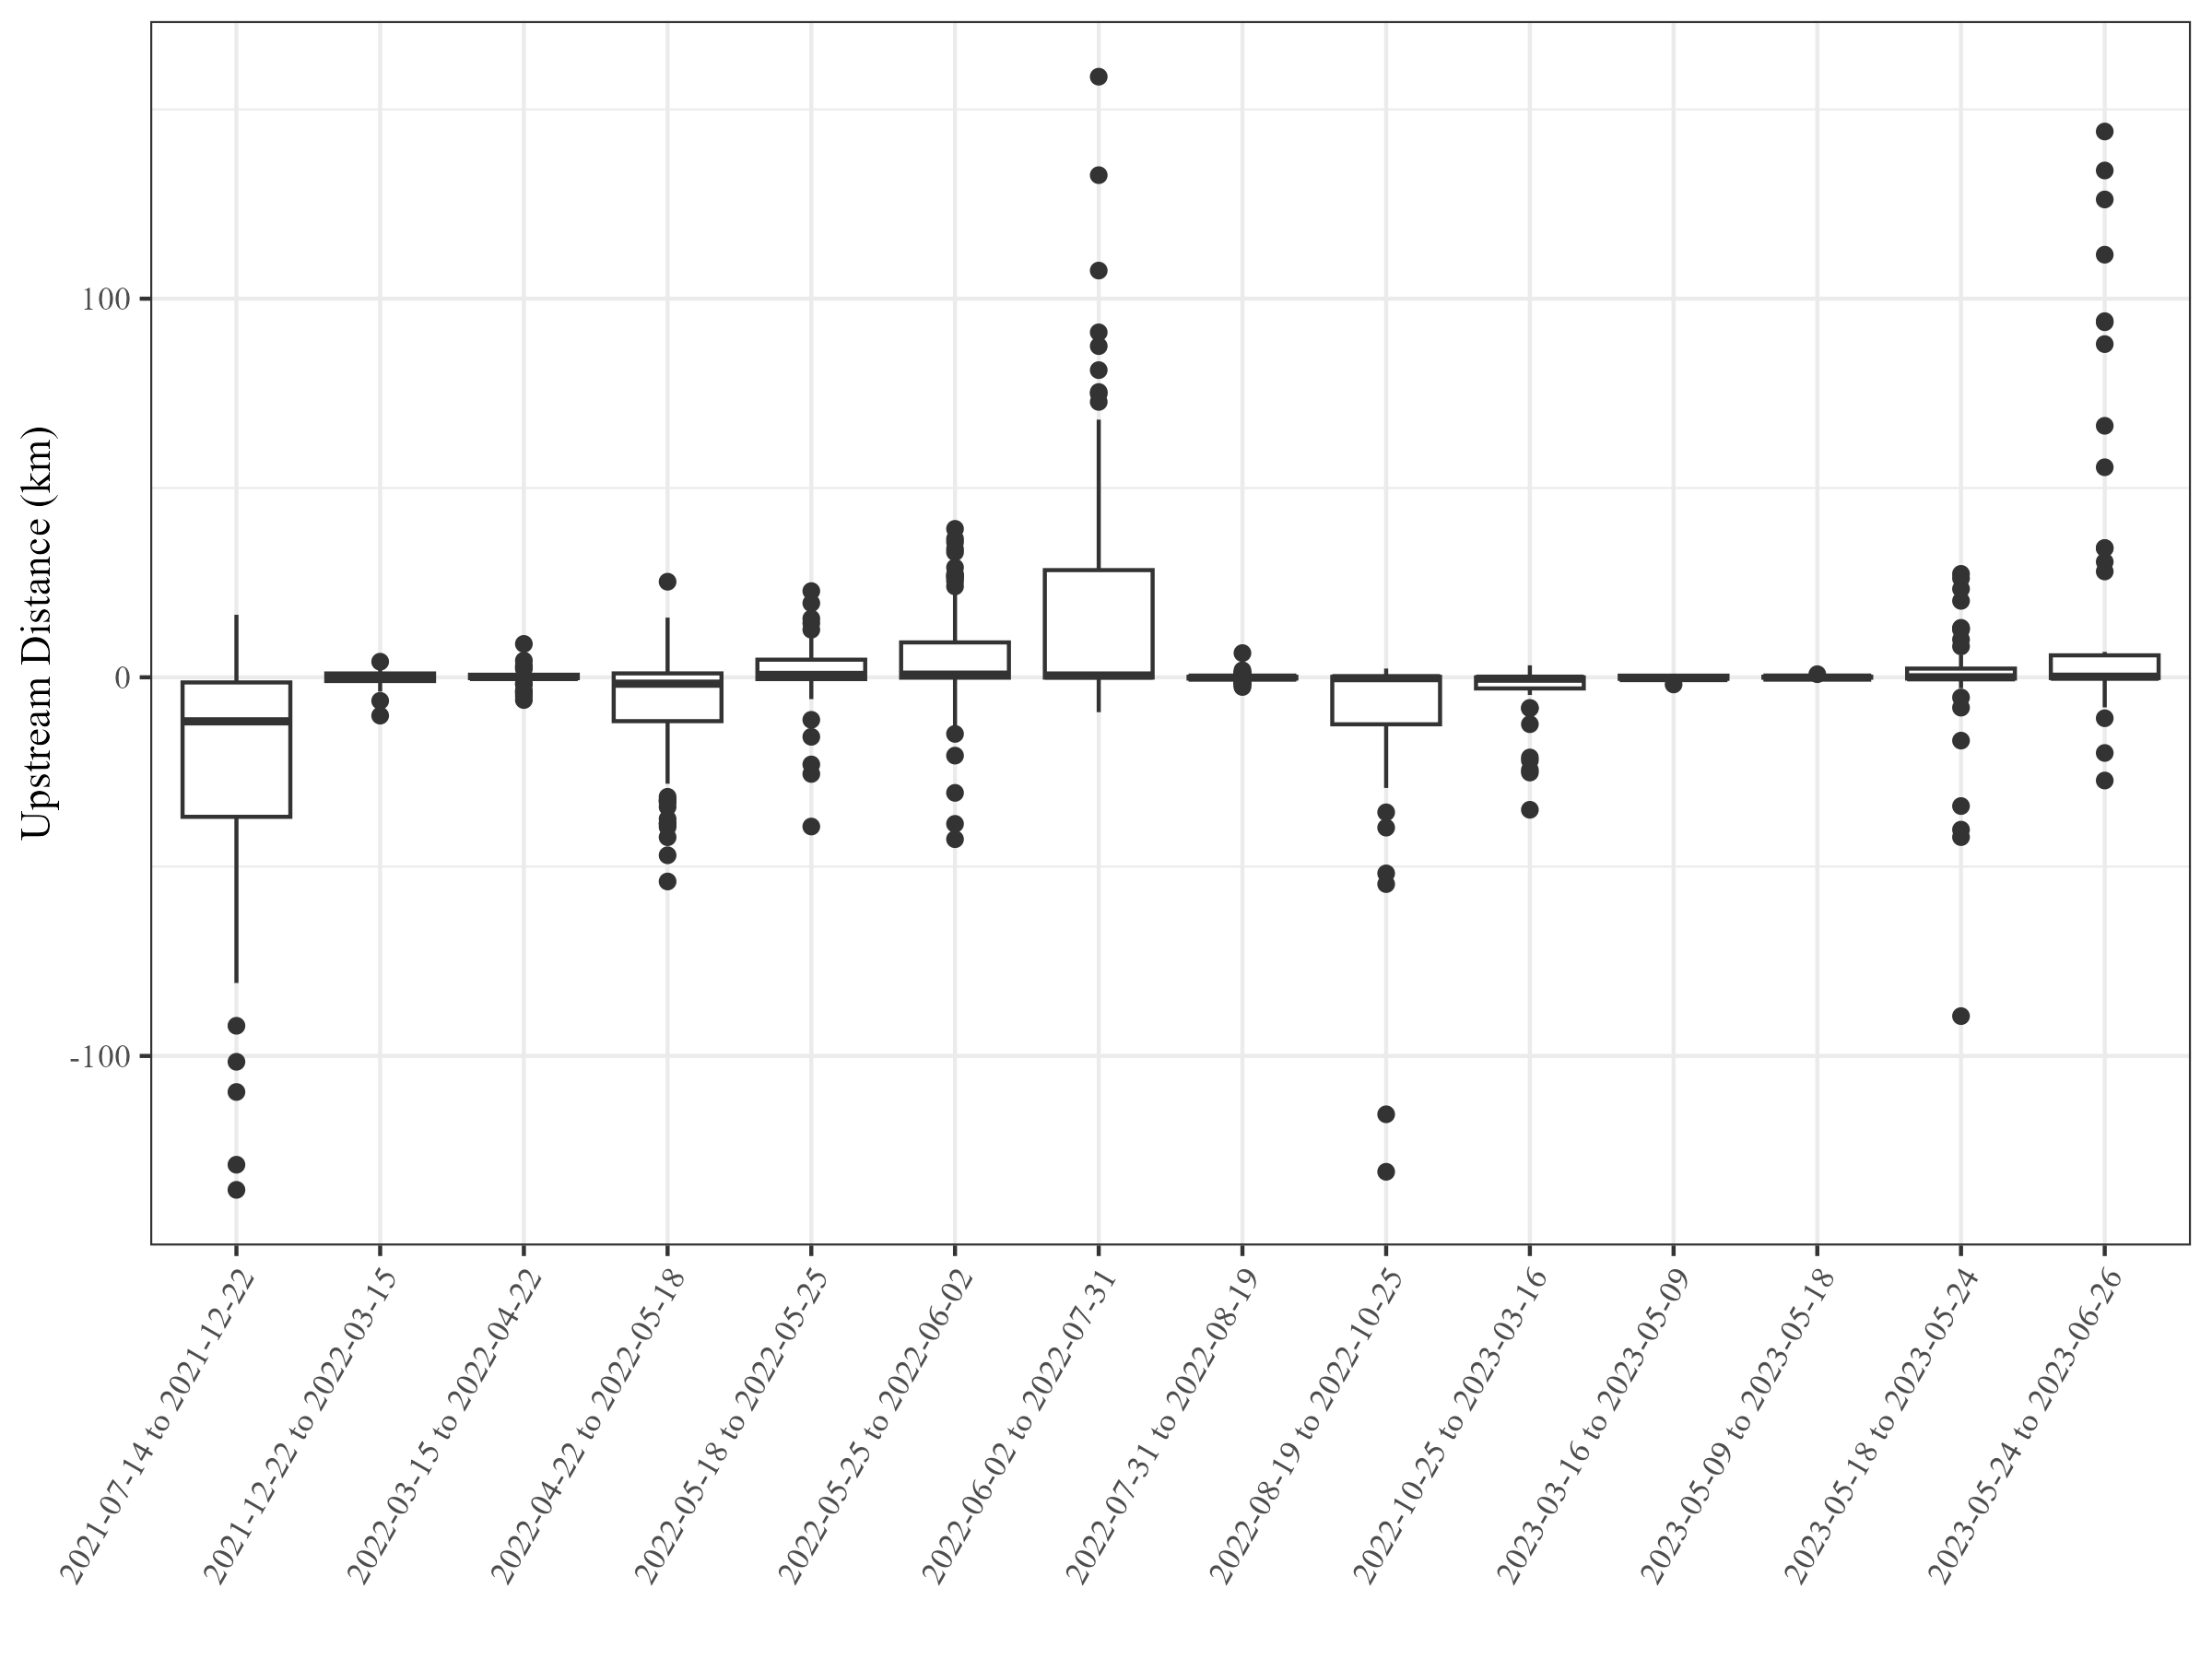 Upstream Distance (km)
100
0
-100
2021-07-14 to 2021-12-22
2021-12-22 to 2022-03-15
2022-03-15 to 2022-04-22
2022-04-22 to 2022-05-18
2022-05-18 to 2022-05-25
2022-05-25 to 2022-06-02
2022-06-02 to 2022-07-31
2022-07-31 to 2022-08-19
2022-08-19 to 2022-10-25
2022-10-25 to 2023-03-16
2023-03-16 to 2023-05-09
2023-05-09 to 2023-05-18
2023-05-18 to 2023-05-24
2023-05-24 to 2023-06-26